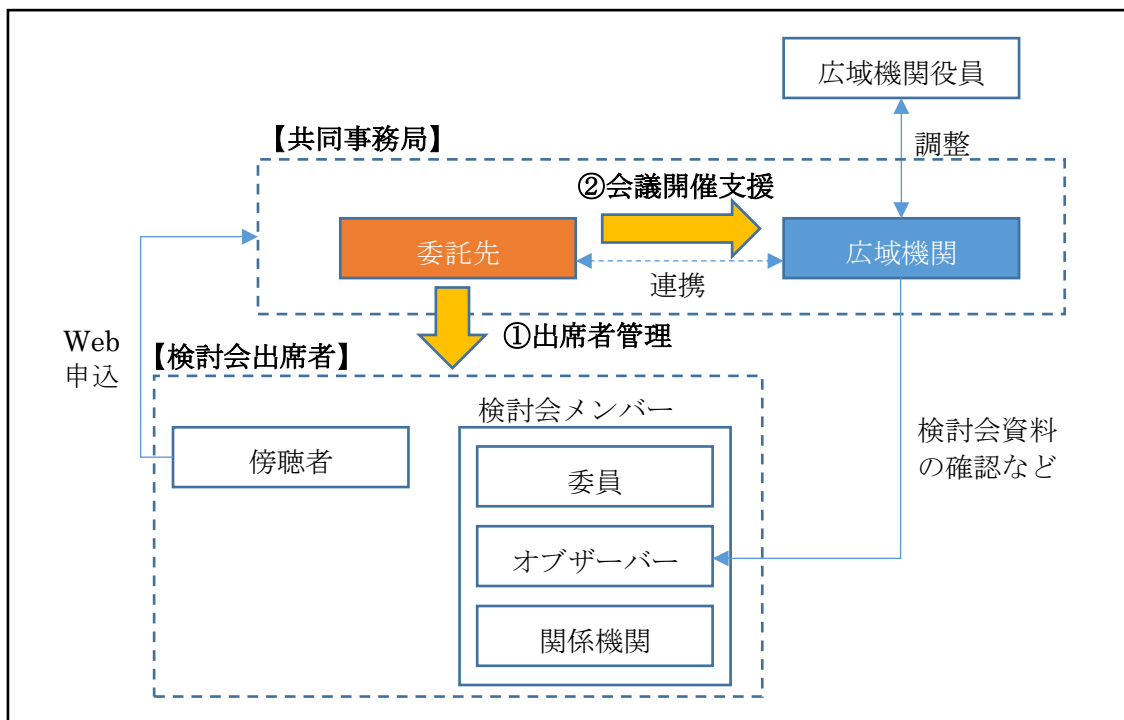 広域機関役員
【共同事務局】
調整
②会議開催支援
委託先
広域機関
連携
①出席者管理
Web
申込
【検討会出席者】
検討会メンバー
傍聴者
委員
オブザーバー
関係機関
検討会資料
の確認など